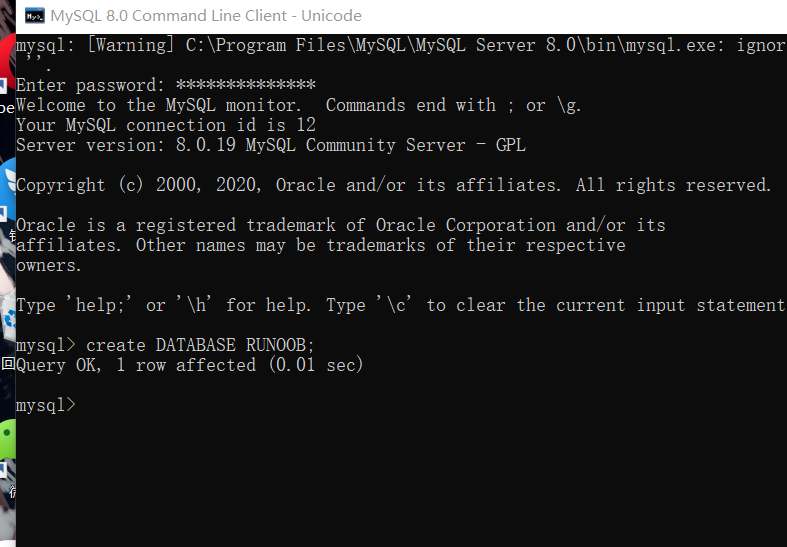 MySQL 8.0 Command Line Client - Unicode
mysql: [Warning] C:\Program Files\MySQL\MySQL Server 8.0\bin\mysql.exe: ignor
''.
Enter password: **************
Welcome to the MySQL monitor.  Commands end with ; or \g.
Your MySQL connection id is 12
Server version: 8.0.19 MySQL Community Server - GPL
Copyright (c) 2000, 2020, Oracle and/or its affiliates. All rights reserved.
Oracle is a registered trademark of Oracle Corporation and/or its
affiliates. Other names may be trademarks of their respective
owners.
Type 'help;' or '\h' for help. Type '\c' to clear the current input statement
mysql> create DATABASE RUNOOB;
回
Query OK, 1 row affected (0.01 sec)
mysql>